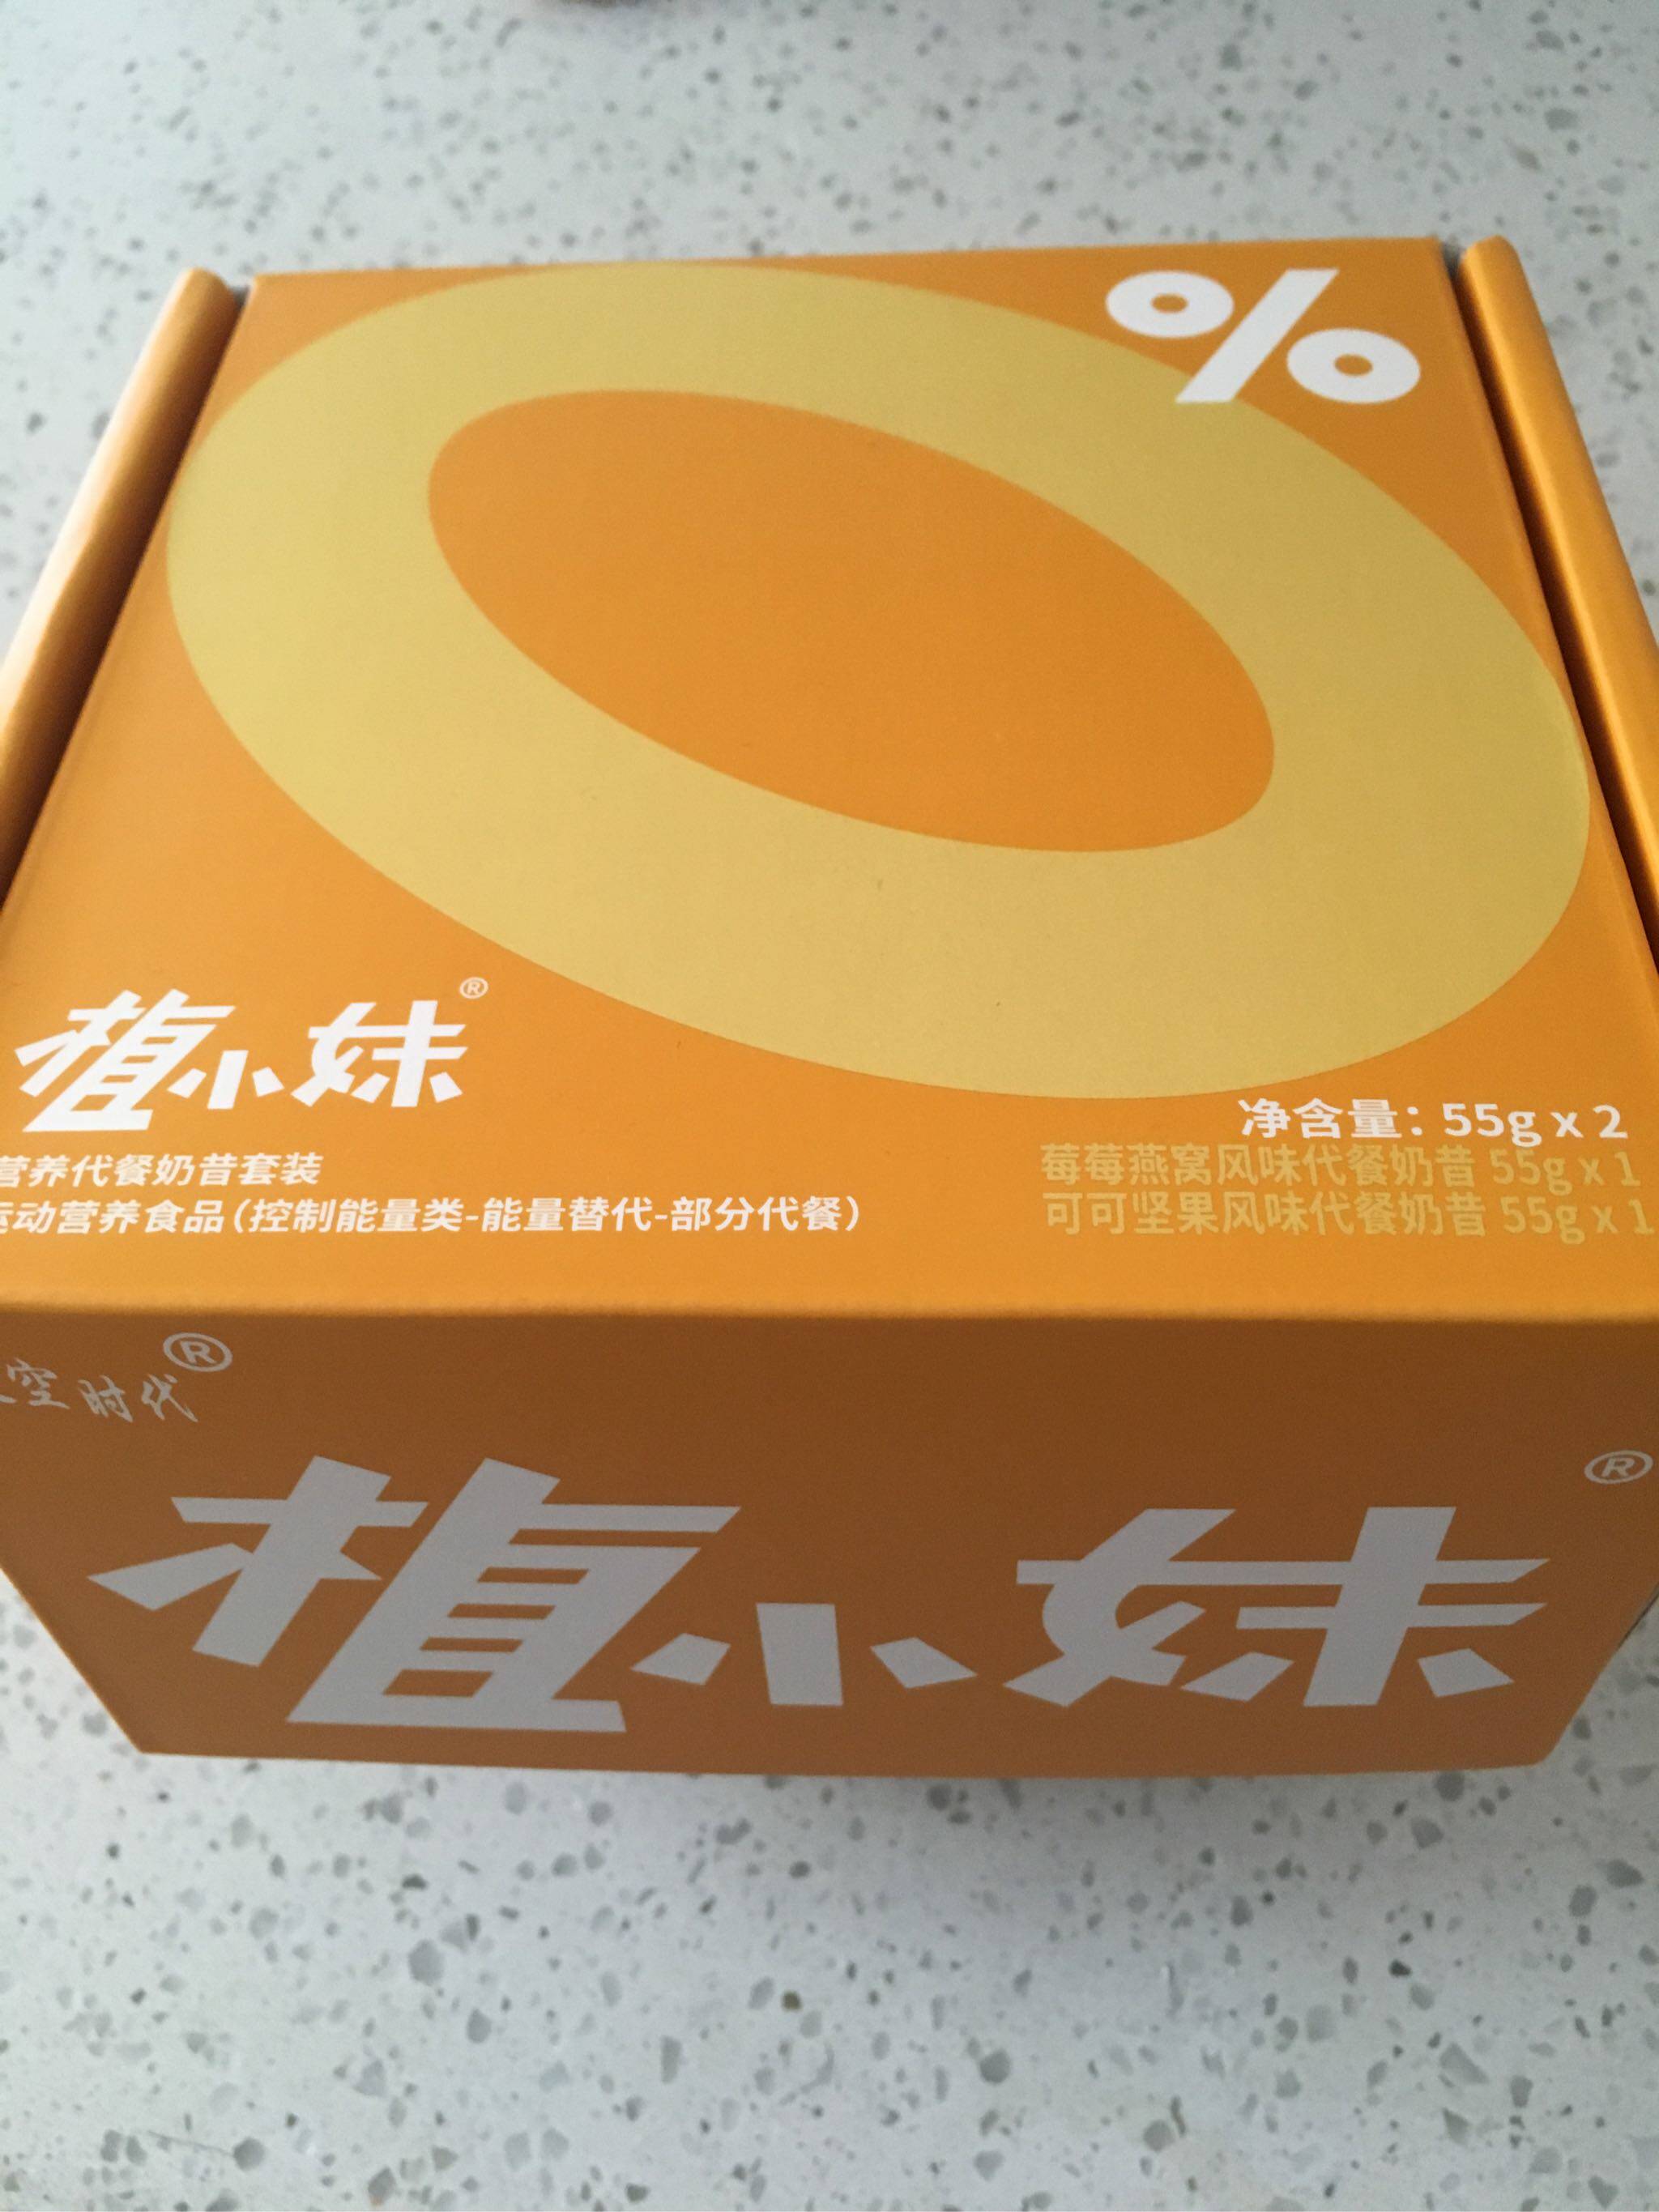 0%
植小妹®
营养代餐奶昔套装
运动营养食品(控制能量类-能量替代-部分代餐)
净含量: 55g x 2
莓莓燕窝风味代餐奶昔 55g x 1
可可坚果风味代餐奶昔 55g x 1
空时代®
植小妹®